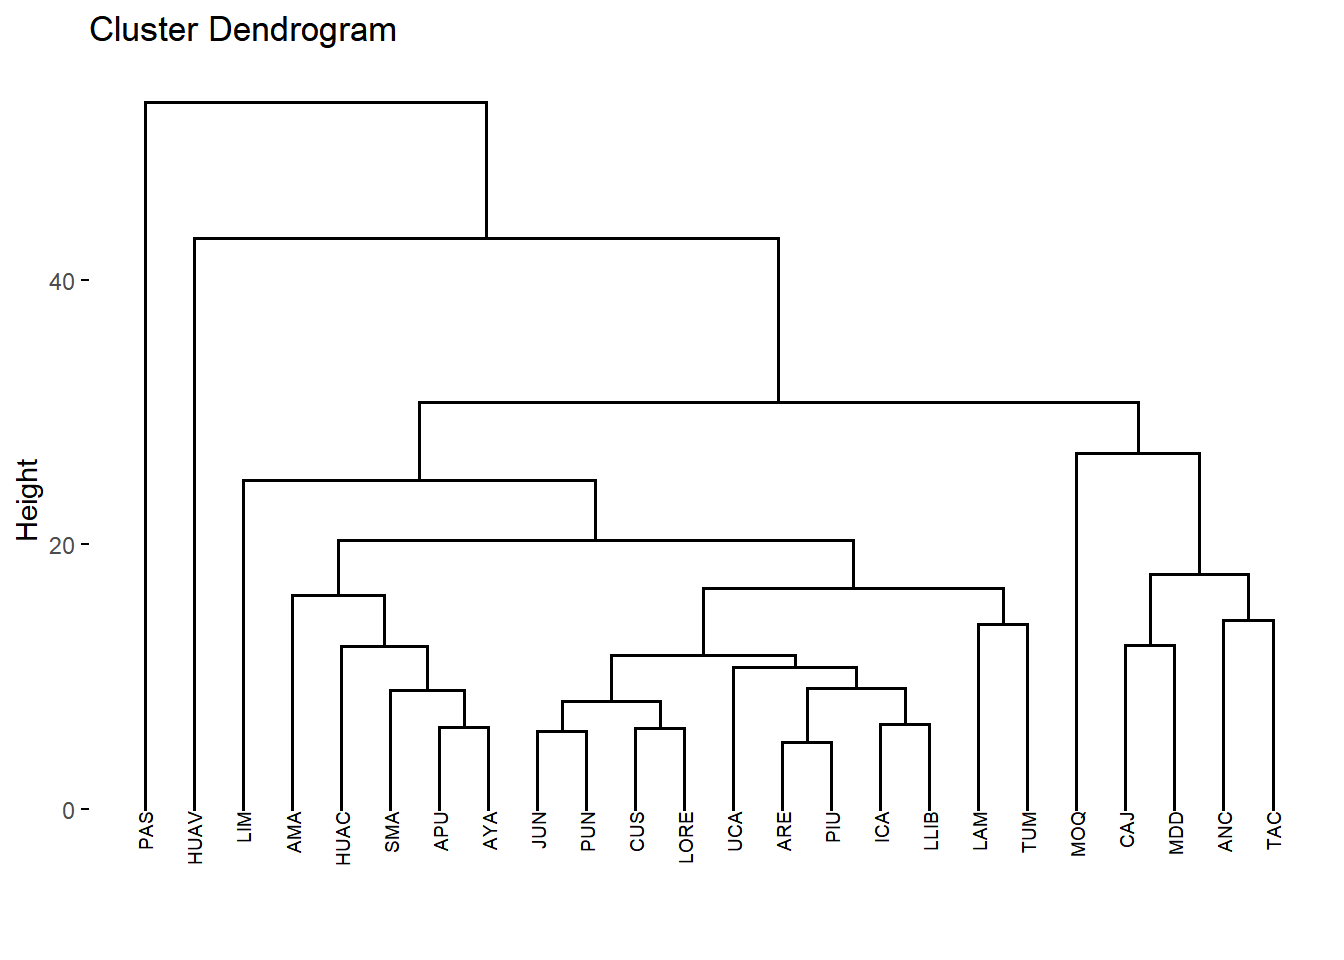 Cluster Dendrogram
Height
40
20
0
PAS
HUAV
LIM
AMA
HUAC
SMA
APU
AYA
JUN
PUN
CUS
LORE
UCA
ARE
PIU
ICA
LLIB
LAM
TUM
MOQ
CAJ
MDD
ANC
TAC